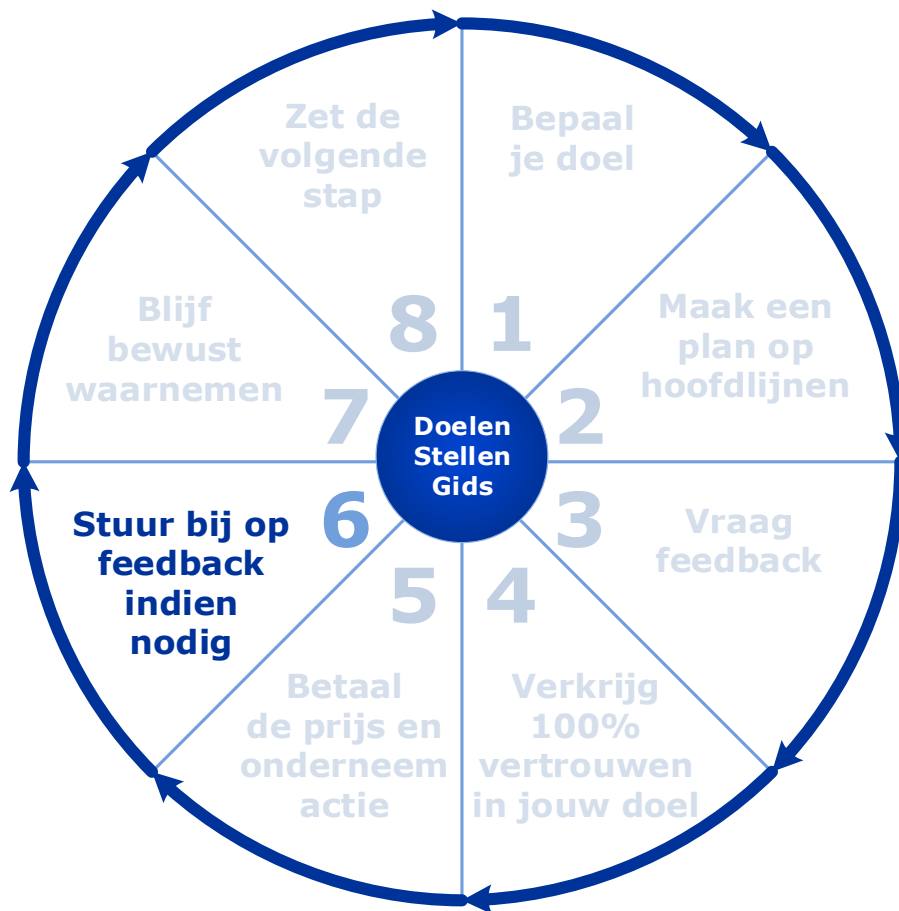 Bepaal
je doel
1
Maak een
plan op
hoofdlijnen
2
Vraag
feedback
3
Verkrijg
100%
vertrouwen
in jouw doel
4
Betaal
de prijs en
onderneem
actie
5
Stuur bij op
feedback
indien
nodig
6
Blijf
bewust
waarnemen
7
Zet de
volgende
stap
8
Doelen
Stellen
Gids